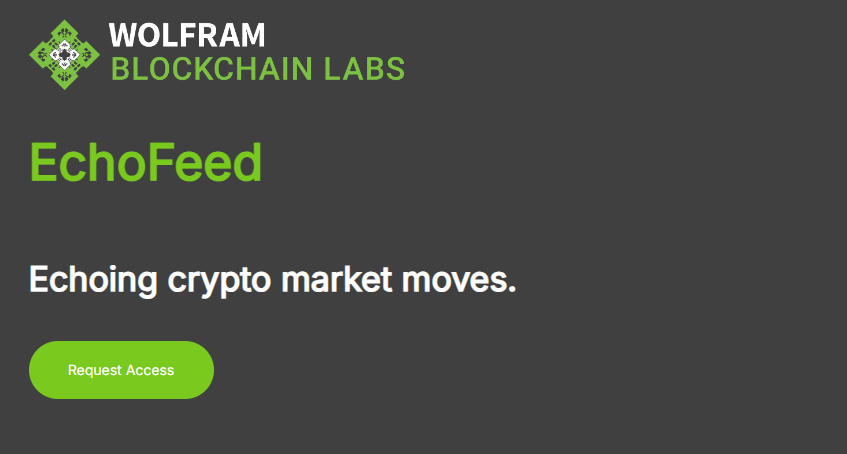 WOLFRAM
BLOCKCHAIN LABS
EchoFeed
Echoing crypto market moves.
Request Access